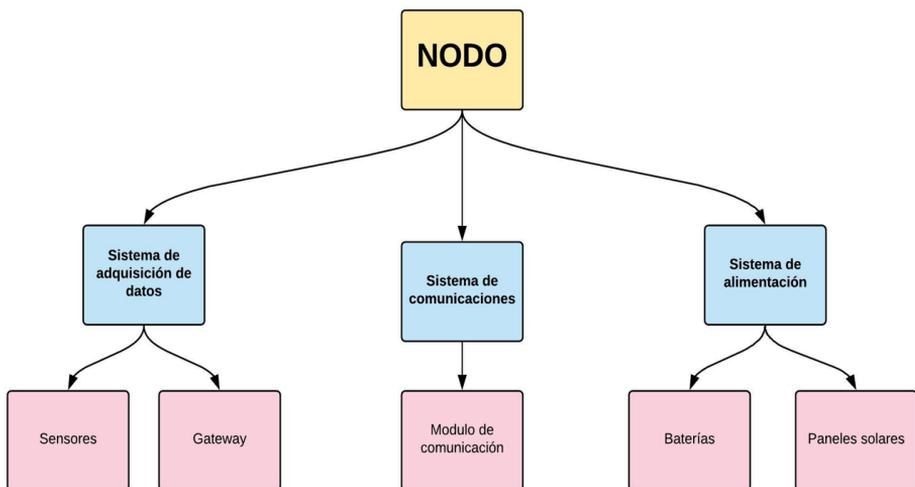 NODO
Sistema de
adquisición de
datos
Sistema de
comunicaciones
Sistema de
alimentación
Sensores
Gateway
Modulo de
comunicación
Baterías
Paneles solares